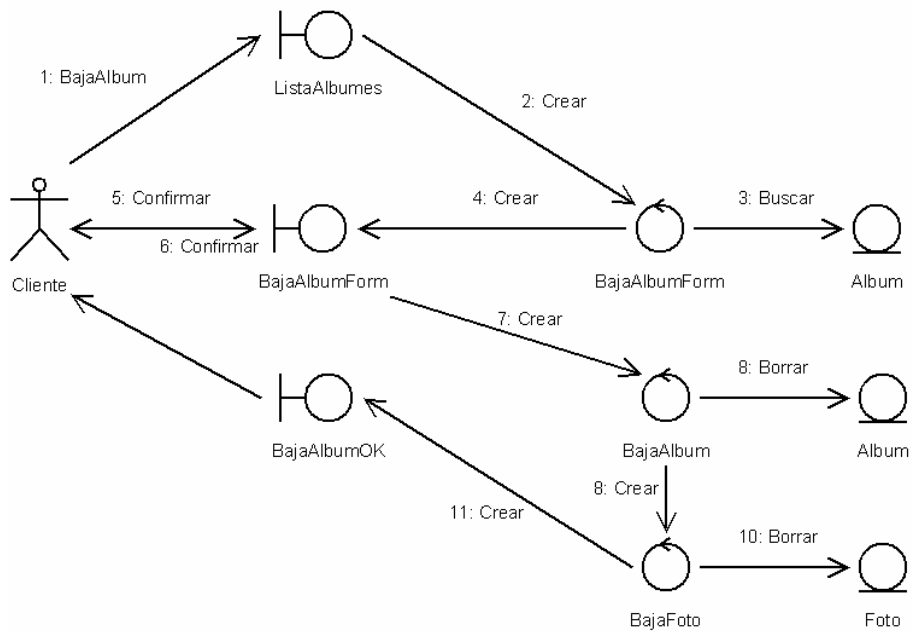 1: BajaAlbum
ListaAlbumes
2: Crear
5: Confirmar
4: Crear
3: Buscar
6: Confirmar
Cliente
BajaAlbumForm
BajaAlbumForm
Album
7: Crear
8: Borrar
BajaAlbumOK
BajaAlbum
Album
8: Crear
11: Crear
10: Borrar
BajaFoto
Foto